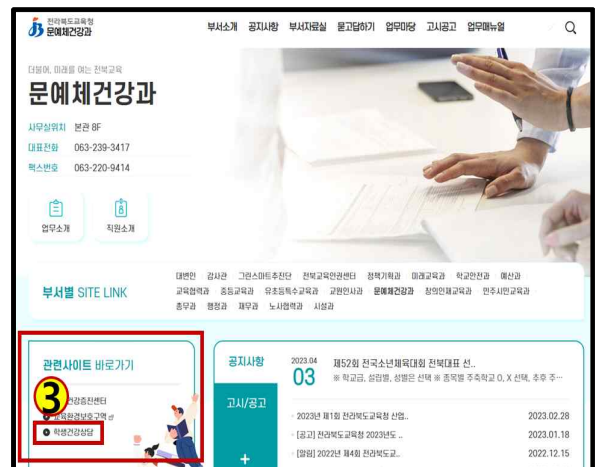 전라북도교육청
문예체건강과
부서소개 공지사항 부서자료실 묻고답하기 업무마당 고시공고 업무매뉴얼
더불어, 미래를 여는 전북교육
문예체건강과
사무실위치 본관 8F
대표전화 063-239-3417
팩스번호 063-220-9414
업무소개 직원소개
부서별 SITE LINK
대변인 감사관 그린스마트추진단 전북교육인권센터 정책기획과 미래교육과 학교안전과 예산과
교육협력과 중등교육과 유초등특수교육과 교원인사과 문예체건강과 창의인재교육과 민주시민교육과
총무과 행정과 재무과 노사협력과 시설과
관련사이트 바로가기
3
건강증진센터
교육환경보호구역
학생건강상담
공지사항
고시/공고
+
2023.04
03
제52회 전국소년체육대회 전북대표 선..
※ 학교급, 설립별, 성별은 선택 ※ 종목별 주축학교 O, X 선택, 추후 주…
2023년 제1회 전라북도교육청 산업.. 2023.02.28
[공고] 전라북도교육청 2023년도 .. 2023.01.18
[알림] 2022년 제4회 전라북도교.. 2022.12.15